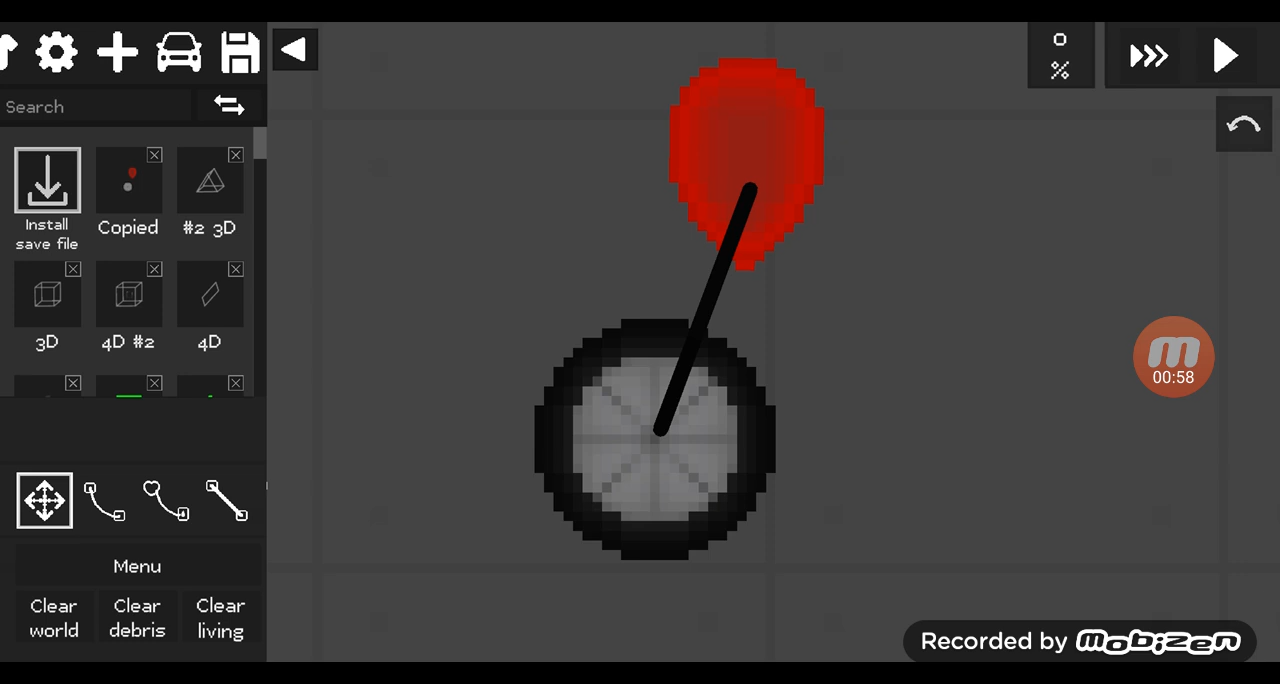 Search
%
Install
save file
Copied
#2 3D
3D
4D #2
4D
00:58
Menu
Clear
world
Clear
debris
Clear
living
Recorded by mobizen